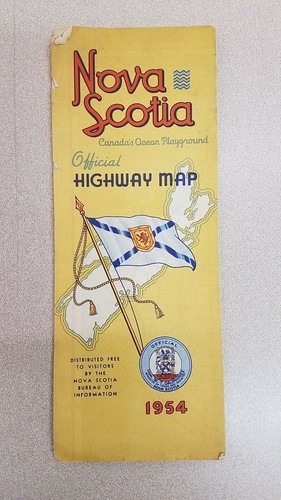 Nova
Scotia
Canada's Ocean Playground
Official
HIGHWAY MAP
DISTRIBUTED FREE
TO VISITORS
BY THE
NOVA SCOTIA
BUREAU OF
INFORMATION
OFFICIAL
1954